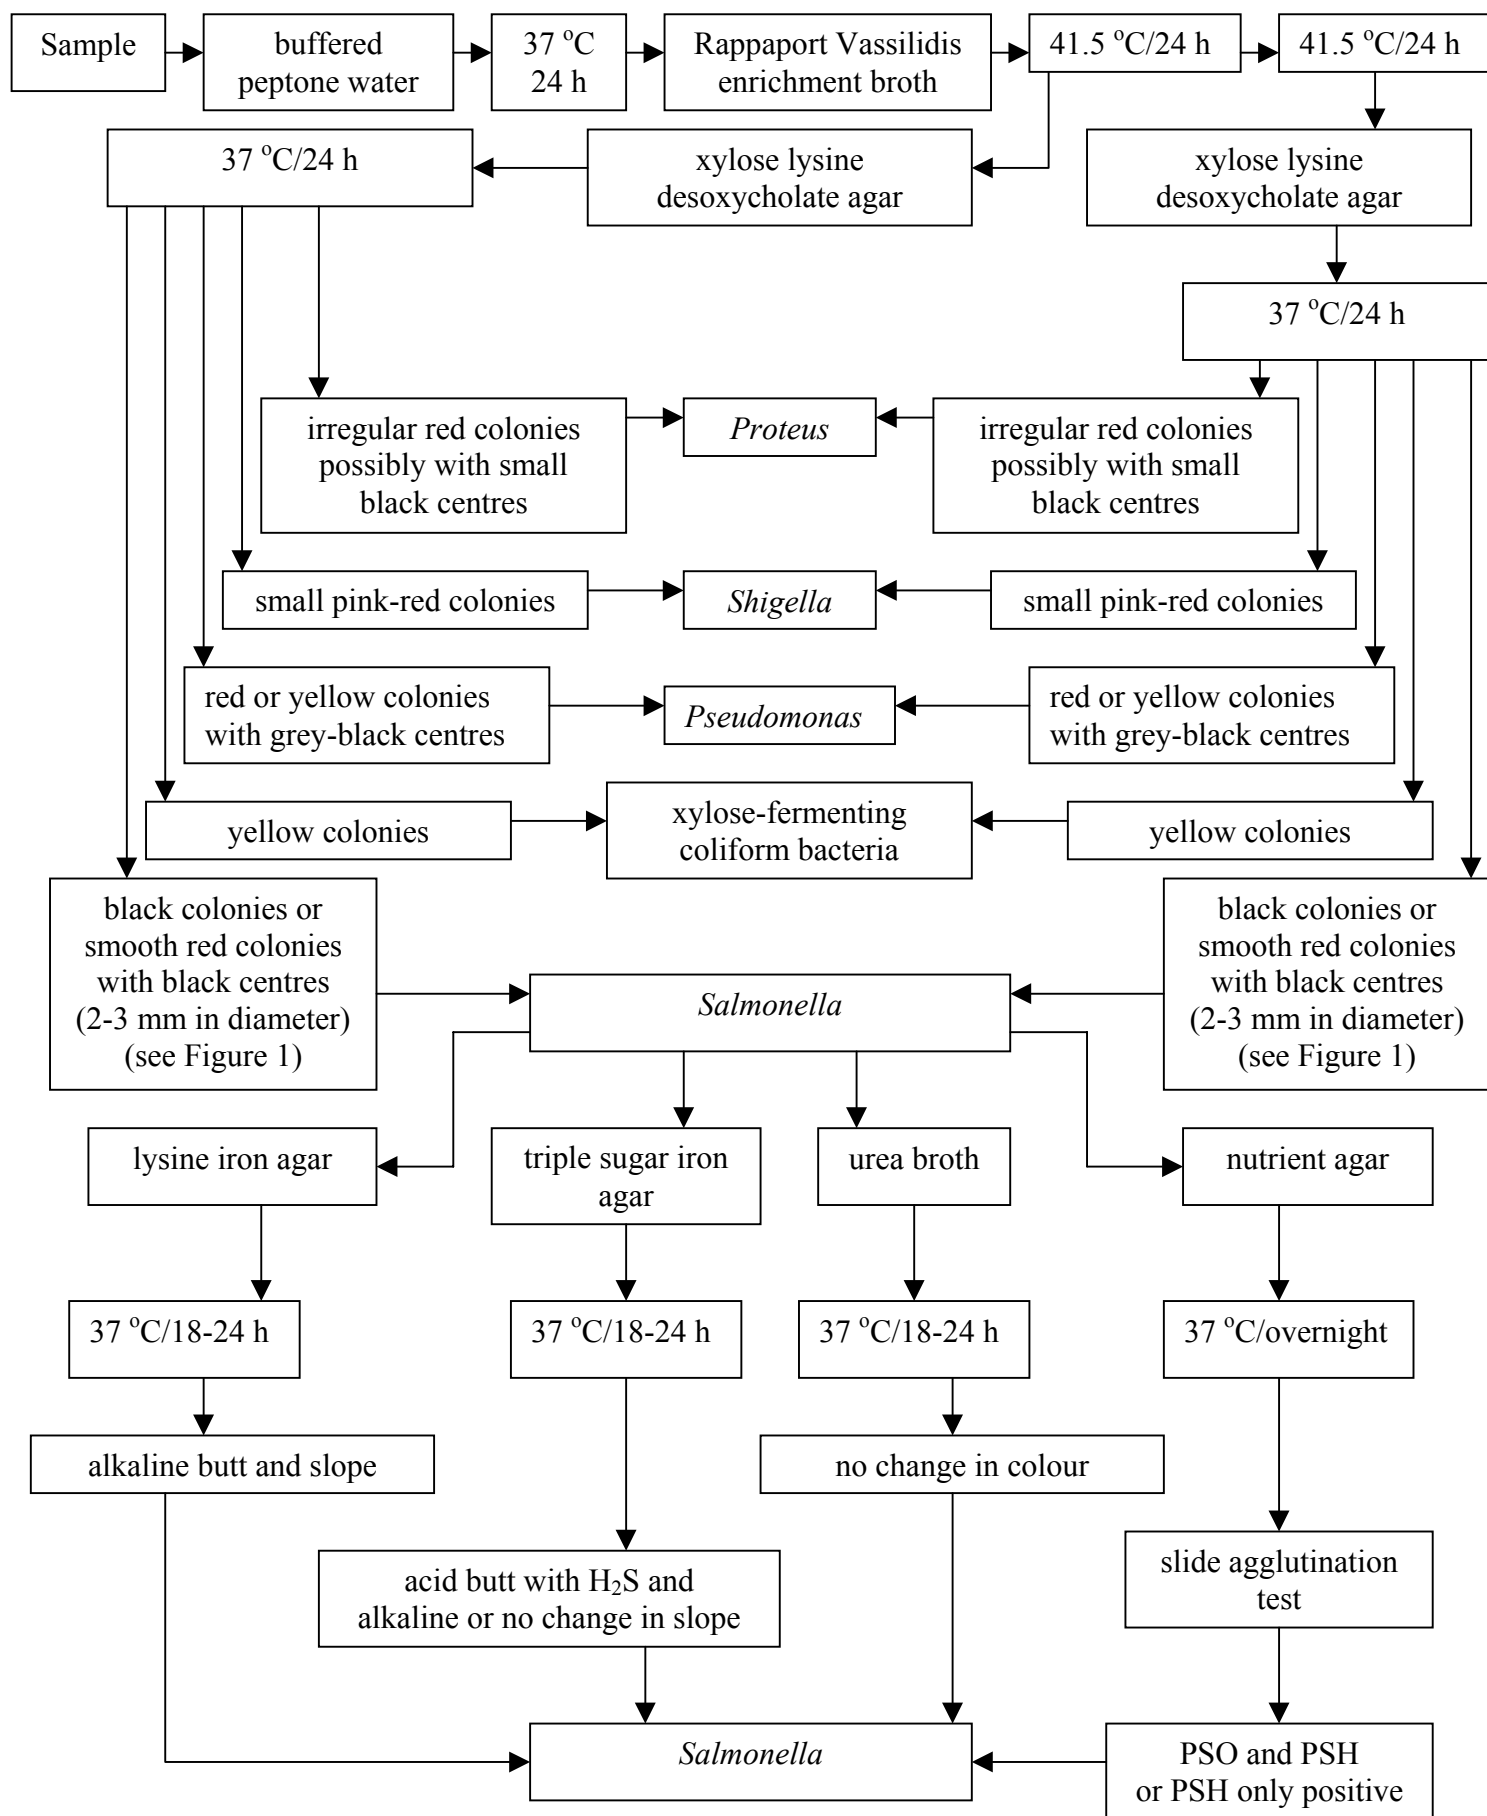 Sample
buffered
peptone water
37 °C
24 h
Rappaport Vassilidis
enrichment broth
41.5 °C/24 h
41.5 °C/24 h
37 °C/24 h
xylose lysine
desoxycholate agar
xylose lysine
desoxycholate agar
37 °C/24 h
irregular red colonies
possibly with small
black centres
Proteus
irregular red colonies
possibly with small
black centres
small pink-red colonies
Shigella
small pink-red colonies
red or yellow colonies
with grey-black centres
Pseudomonas
red or yellow colonies
with grey-black centres
yellow colonies
xylose-fermenting
coliform bacteria
yellow colonies
black colonies or
smooth red colonies
with black centres
(2-3 mm in diameter)
(see Figure 1)
Salmonella
black colonies or
smooth red colonies
with black centres
(2-3 mm in diameter)
(see Figure 1)
lysine iron agar
triple sugar iron
agar
urea broth
nutrient agar
37 °C/18-24 h
37 °C/18-24 h
37 °C/18-24 h
37 °C/overnight
alkaline butt and slope
no change in colour
acid butt with H₂S and
alkaline or no change in slope
slide agglutination
test
Salmonella
PSO and PSH
or PSH only positive